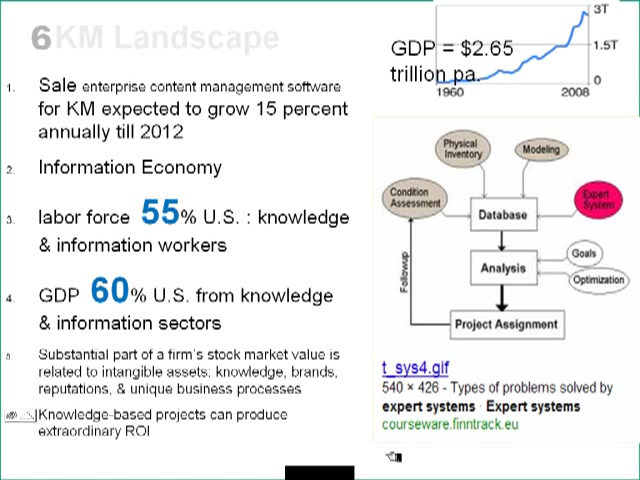 6 KM Landscape
1. Sale enterprise content management software
for KM expected to grow 15 percent
annually till 2012
2. Information Economy
3. labor force 55% U.S. : knowledge
& information workers
4. GDP 60% U.S. from knowledge
& information sectors
Substantial part of a firm's stock market value is
related to intangible assets: knowledge, brands,
reputations, & unique business processes
Knowledge-based projects can produce
extraordinary ROI
GDP = $2.65
trillion pa.
3T
1.5T
0
1960 2008
Physical
Inventory
Modeling
Condition
Assessment
Expert
System
Database
Goals
Analysis
Optimization
Followup
Project Assignment
t_sys4.gif
540 × 426 - Types of problems solved by
expert systems · Expert systems
courseware.finntrack.eu